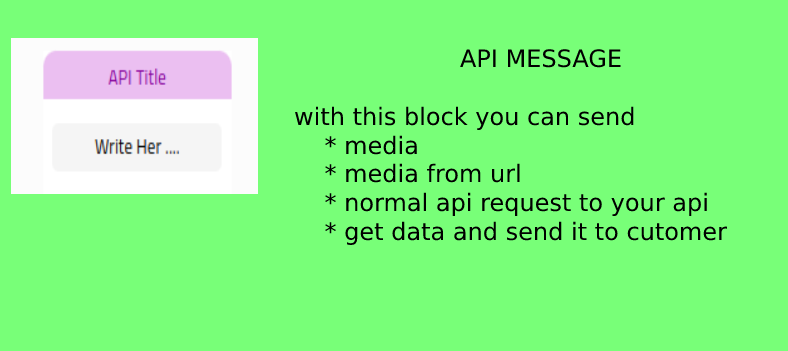 API Title
Write Her ....
API MESSAGE
with this block you can send
* media
* media from url
* normal api request to your api
* get data and send it to cutomer